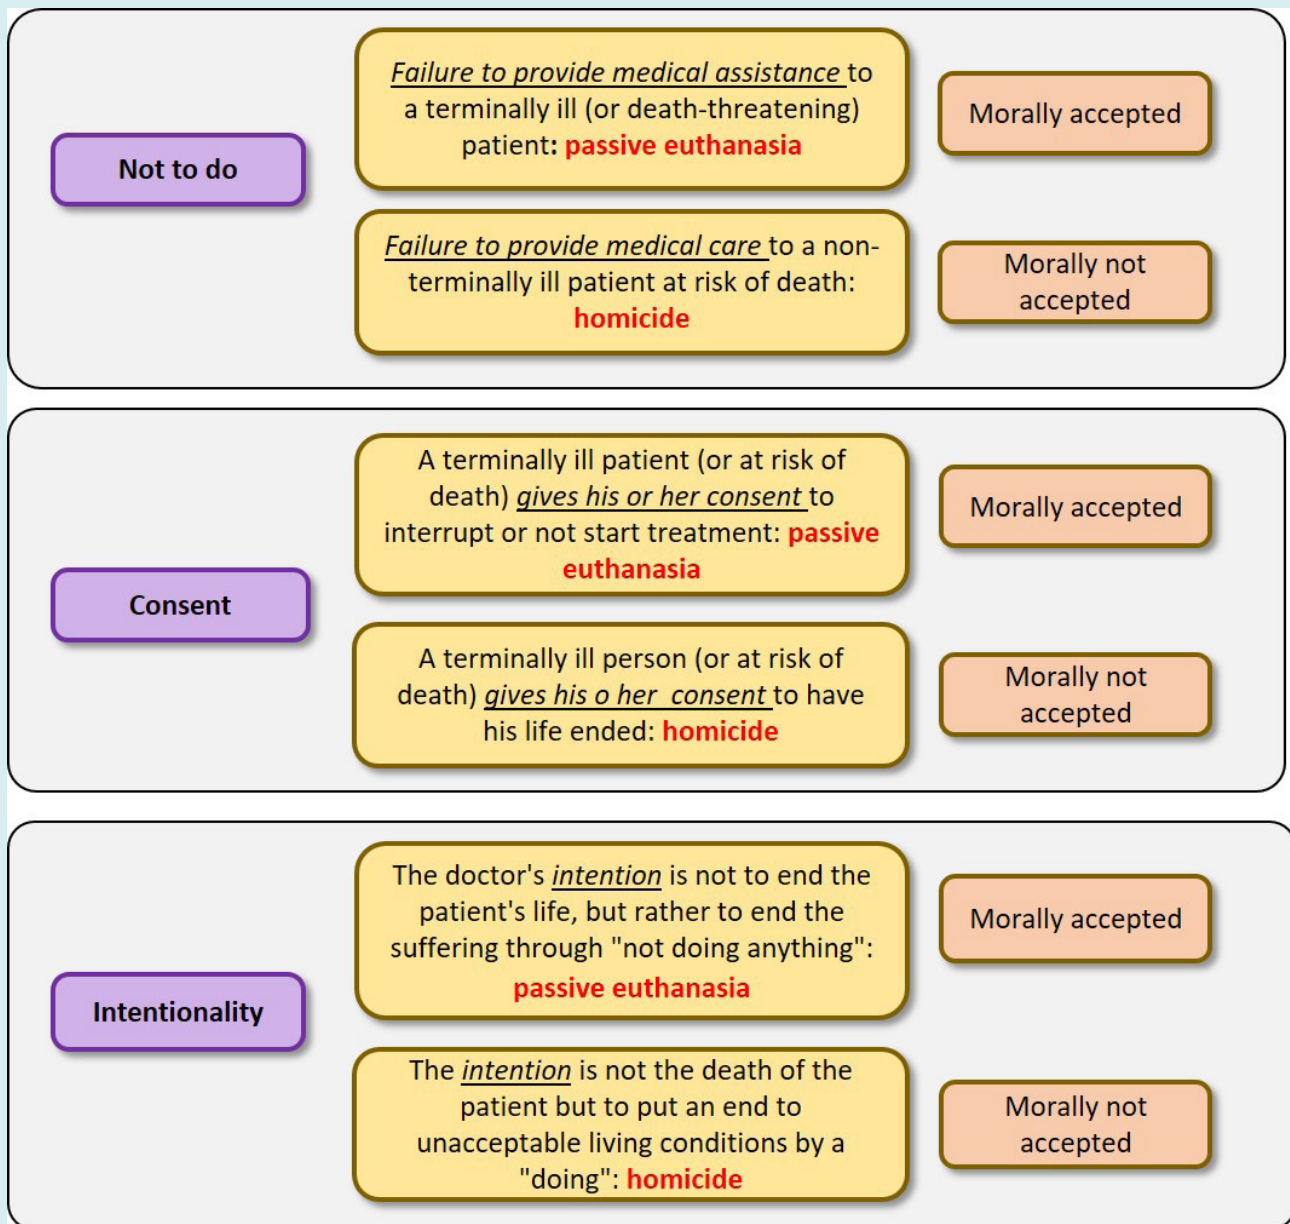 Not to do
Failure to provide medical assistance to
a terminally ill (or death-threatening)
patient: passive euthanasia
Morally accepted
Failure to provide medical care to a non-
terminally ill patient at risk of death:
homicide
Morally not
accepted
Consent
A terminally ill patient (or at risk of
death) gives his or her consent to
interrupt or not start treatment: passive
euthanasia
Morally accepted
A terminally ill person (or at risk of
death) gives his o her consent to have
his life ended: homicide
Morally not
accepted
Intentionality
The doctor's intention is not to end the
patient's life, but rather to end the
suffering through "not doing anything":
passive euthanasia
Morally accepted
The intention is not the death of the
patient but to put an end to
unacceptable living conditions by a
"doing": homicide
Morally not
accepted